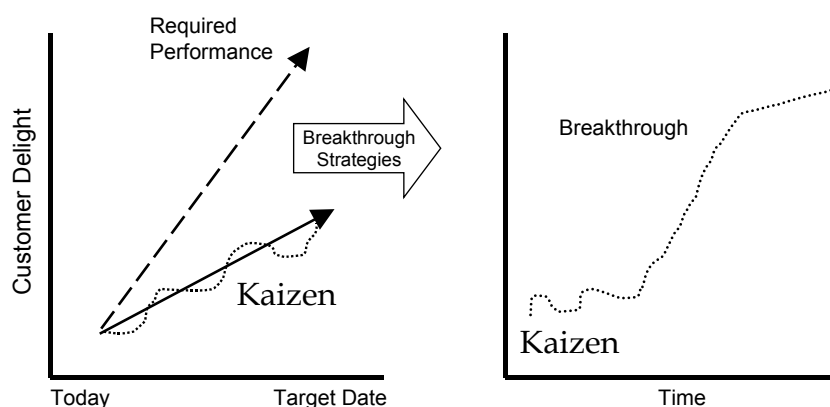 Required
Performance
Customer Delight
Breakthrough
Strategies
Kaizen
Today
Target Date
Breakthrough
Kaizen
Time